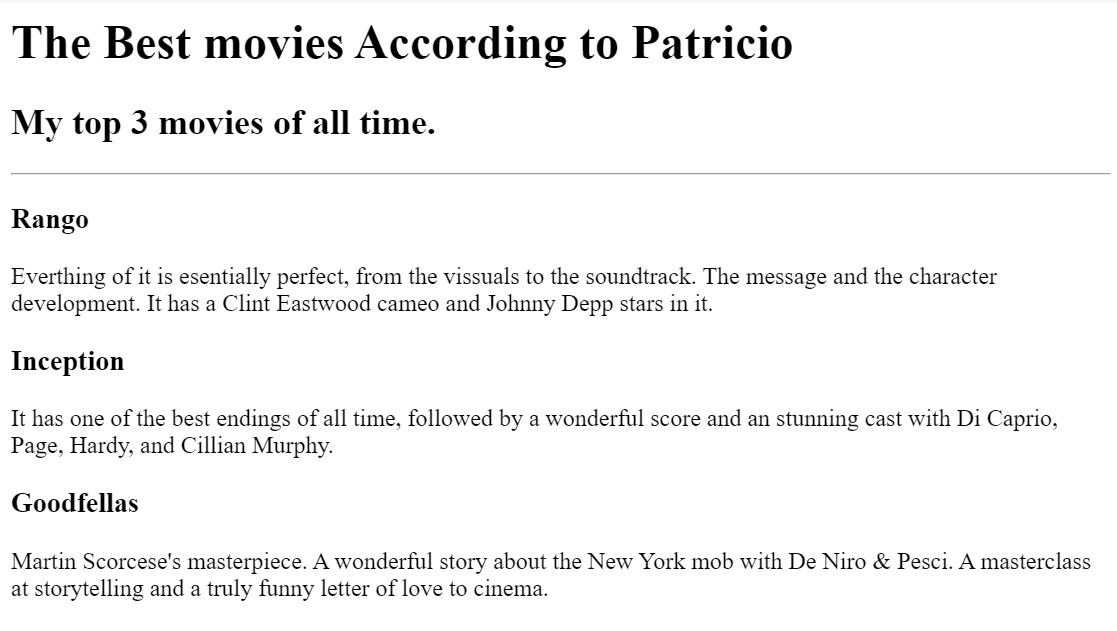 The Best movies According to Patricio
My top 3 movies of all time.
Rango
Everthing of it is esentially perfect, from the vissuals to the soundtrack. The message and the character
development. It has a Clint Eastwood cameo and Johnny Depp stars in it.
Inception
It has one of the best endings of all time, followed by a wonderful score and an stunning cast with Di Caprio,
Page, Hardy, and Cillian Murphy.
Goodfellas
Martin Scorcese's masterpiece. A wonderful story about the New York mob with De Niro & Pesci. A masterclass
at storytelling and a truly funny letter of love to cinema.